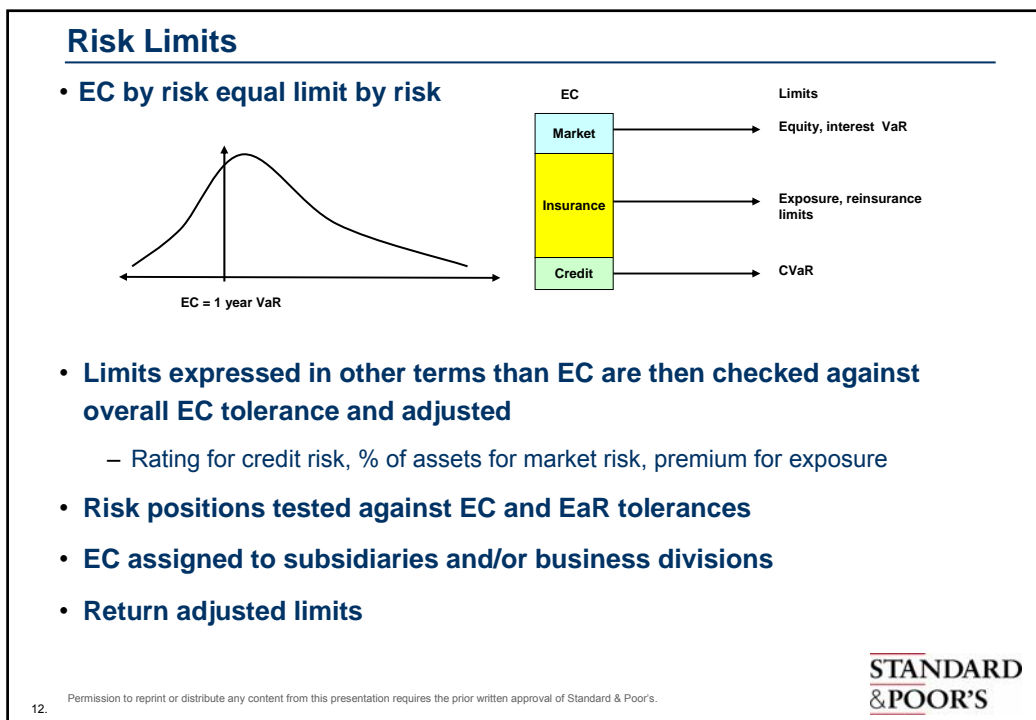 Risk Limits
• EC by risk equal limit by risk
EC
Limits
Market
Equity, interest VaR
Insurance
Exposure, reinsurance
limits
Credit
CVaR
EC = 1 year VaR
• Limits expressed in other terms than EC are then checked against
overall EC tolerance and adjusted
– Rating for credit risk, % of assets for market risk, premium for exposure
• Risk positions tested against EC and EaR tolerances
• EC assigned to subsidiaries and/or business divisions
• Return adjusted limits
12.
Permission to reprint or distribute any content from this presentation requires the prior written approval of Standard & Poor's.
STANDARD
&POOR'S